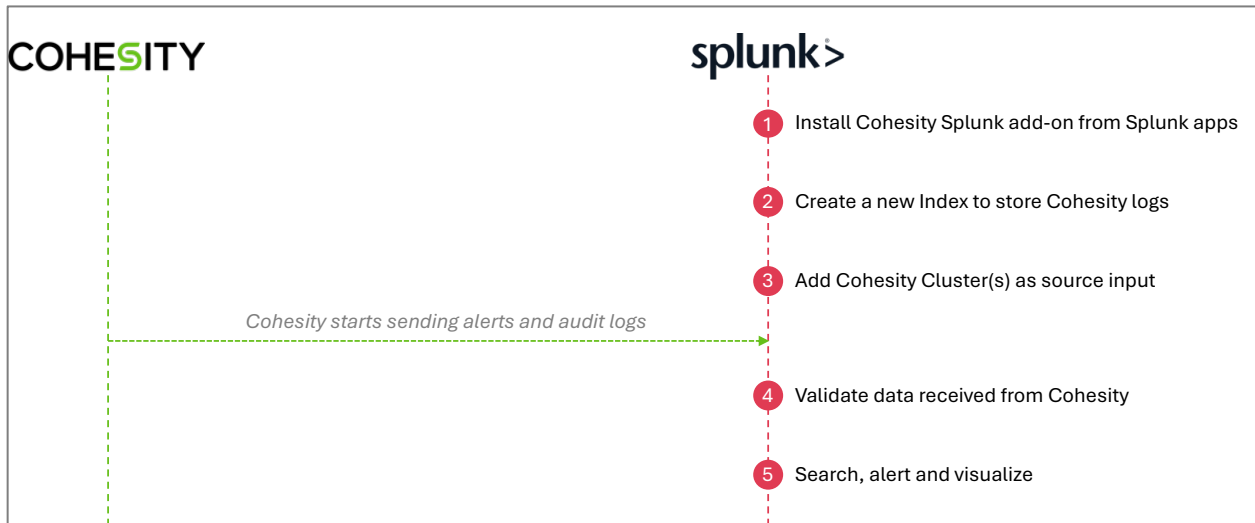 COHESITY
splunk>
1 Install Cohesity Splunk add-on from Splunk apps
2 Create a new Index to store Cohesity logs
3 Add Cohesity Cluster(s) as source input
Cohesity starts sending alerts and audit logs
4 Validate data received from Cohesity
5 Search, alert and visualize